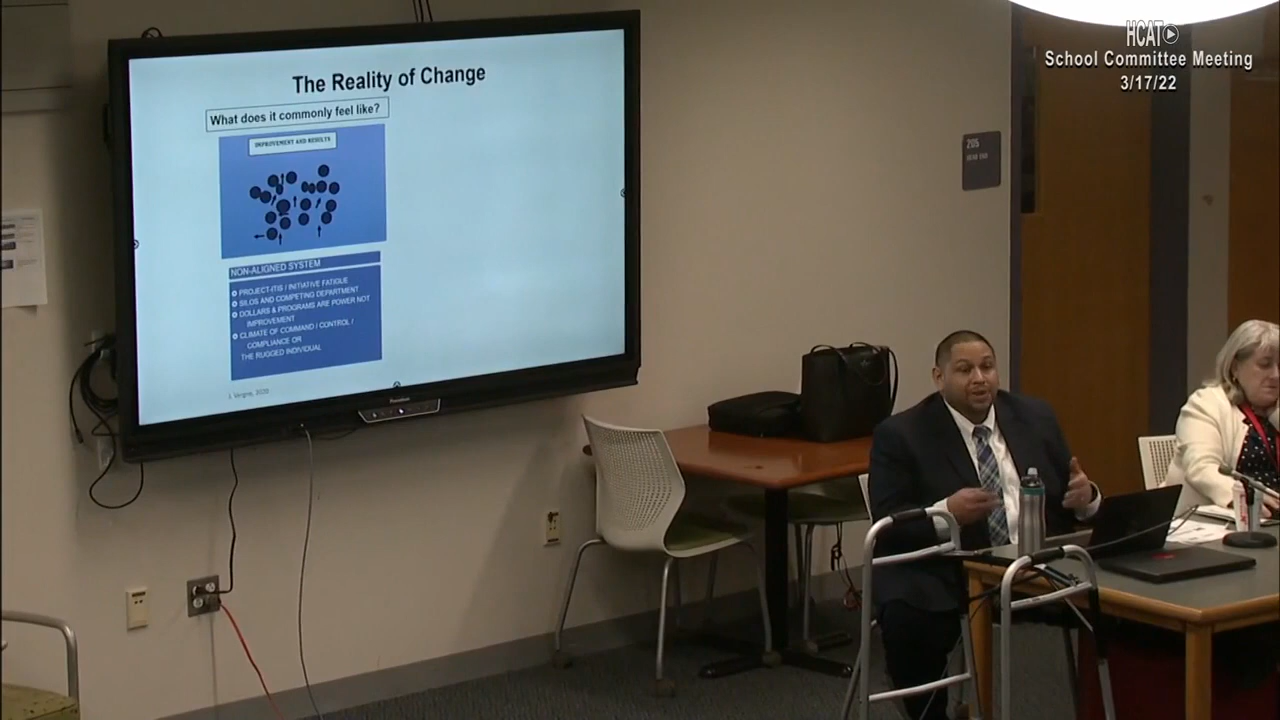 HCAT
School Committee Meeting
3/17/22
The Reality of Change
What does it commonly feel like?
IMPROVEMENT AND RESULTS
NON-ALIGNED SYSTEM
PROJECT-ITIS / INITIATIVE FATIGUE
SILOS AND COMPETING DEPARTMENT
DOLLARS & PROGRAMS ARE POWER NOT
IMPROVEMENT
CLIMATE OF COMMAND / CONTROL /
COMPLIANCE OR
THE RUGGED INDIVIDUAL
2020
205